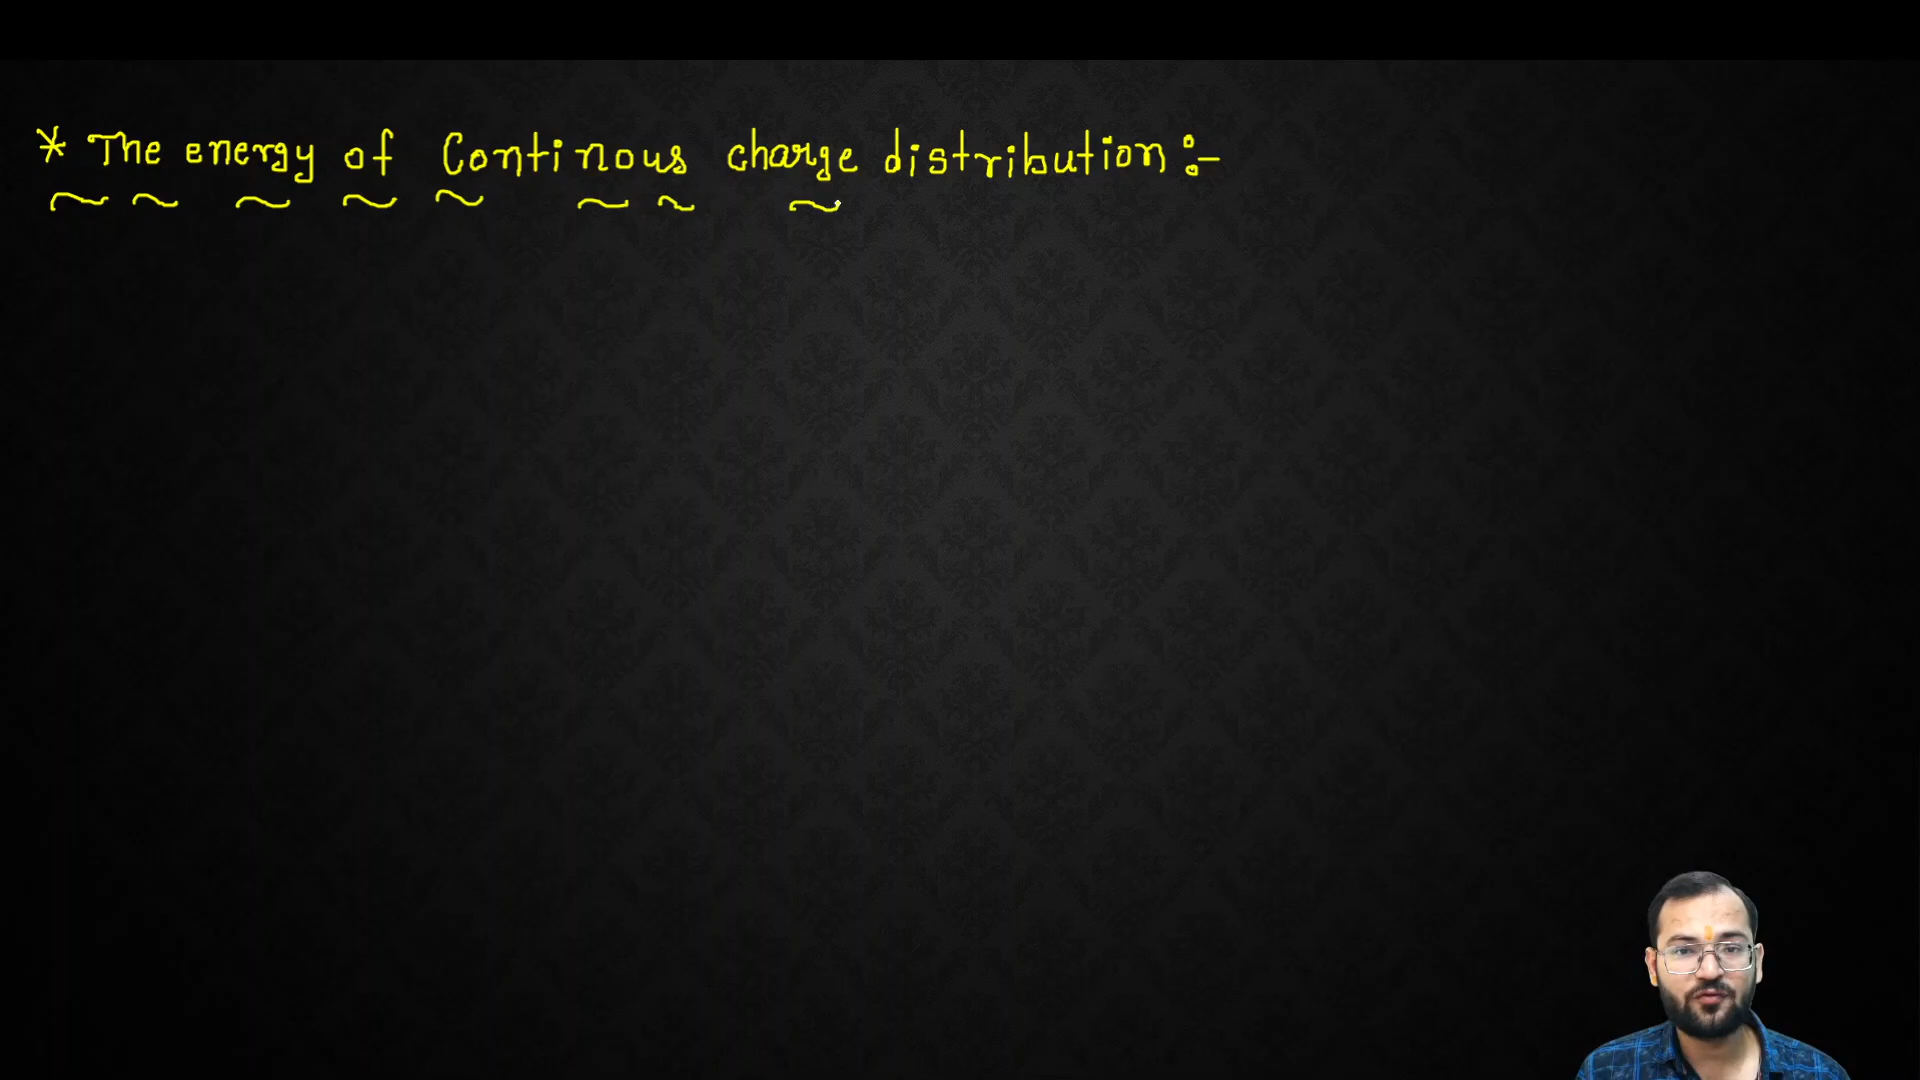 * The energy of Continous charge distribution :-